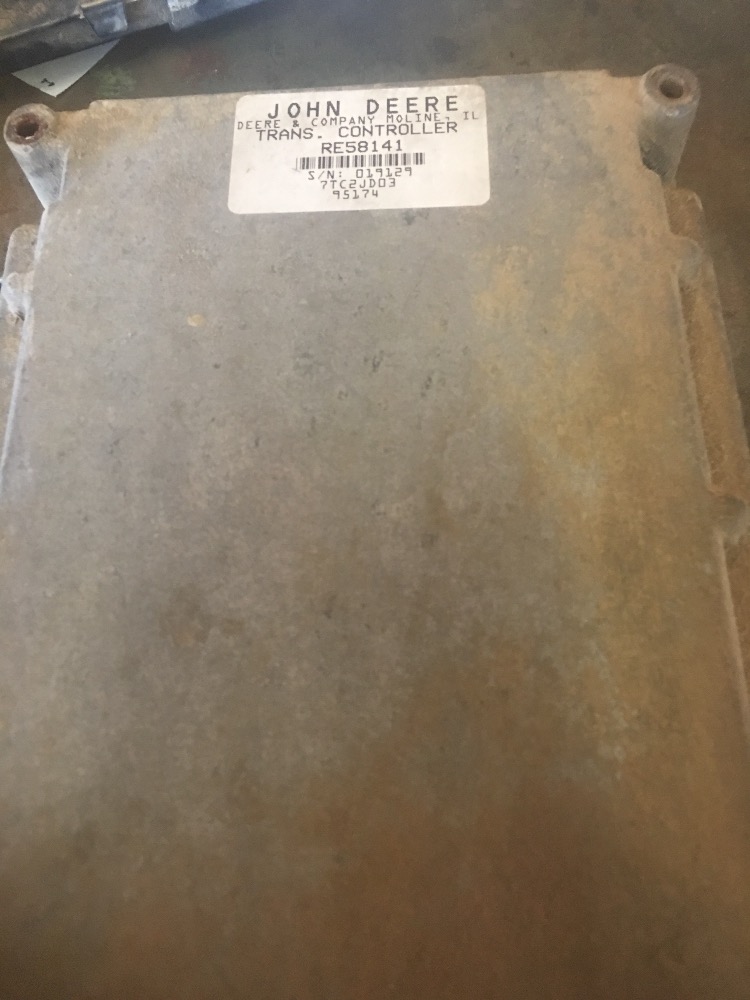 JOHN DEERE
DEERE & COMPANY MOLINE, IL
TRANS. CONTROLLER
RE58141
S/N: 019129
7TC2JD03
95174